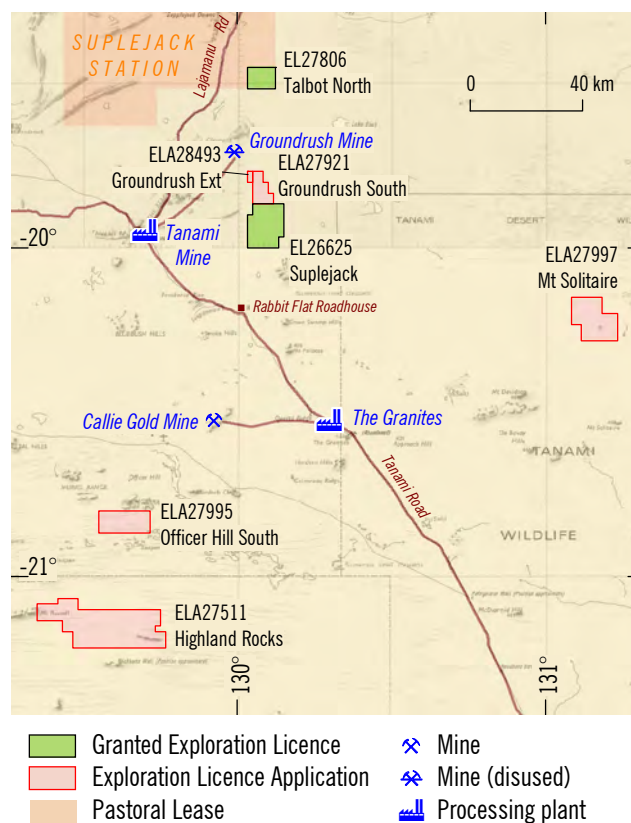 SUPLEJACK
STATION
Lajamanu Rd
EL27806
Talbot North
0 40 km
Groundrush Mine
ELA28493
Groundrush Ext
ELA27921
Groundrush South
TANAMI DESERT
Tanami
Mine
-20°
EL26625
Suplejack
ELA27997
Mt Solitaire
Rabbit Flat Roadhouse
Callie Gold Mine
The Granites
TANAMI
Tanami Road
ELA27995
Officer Hill South
WILDLIFE
-21°
ELA27511
Highland Rocks
130°
131°
Granted Exploration Licence
Exploration Licence Application
Pastoral Lease
Mine
Mine (disused)
Processing plant